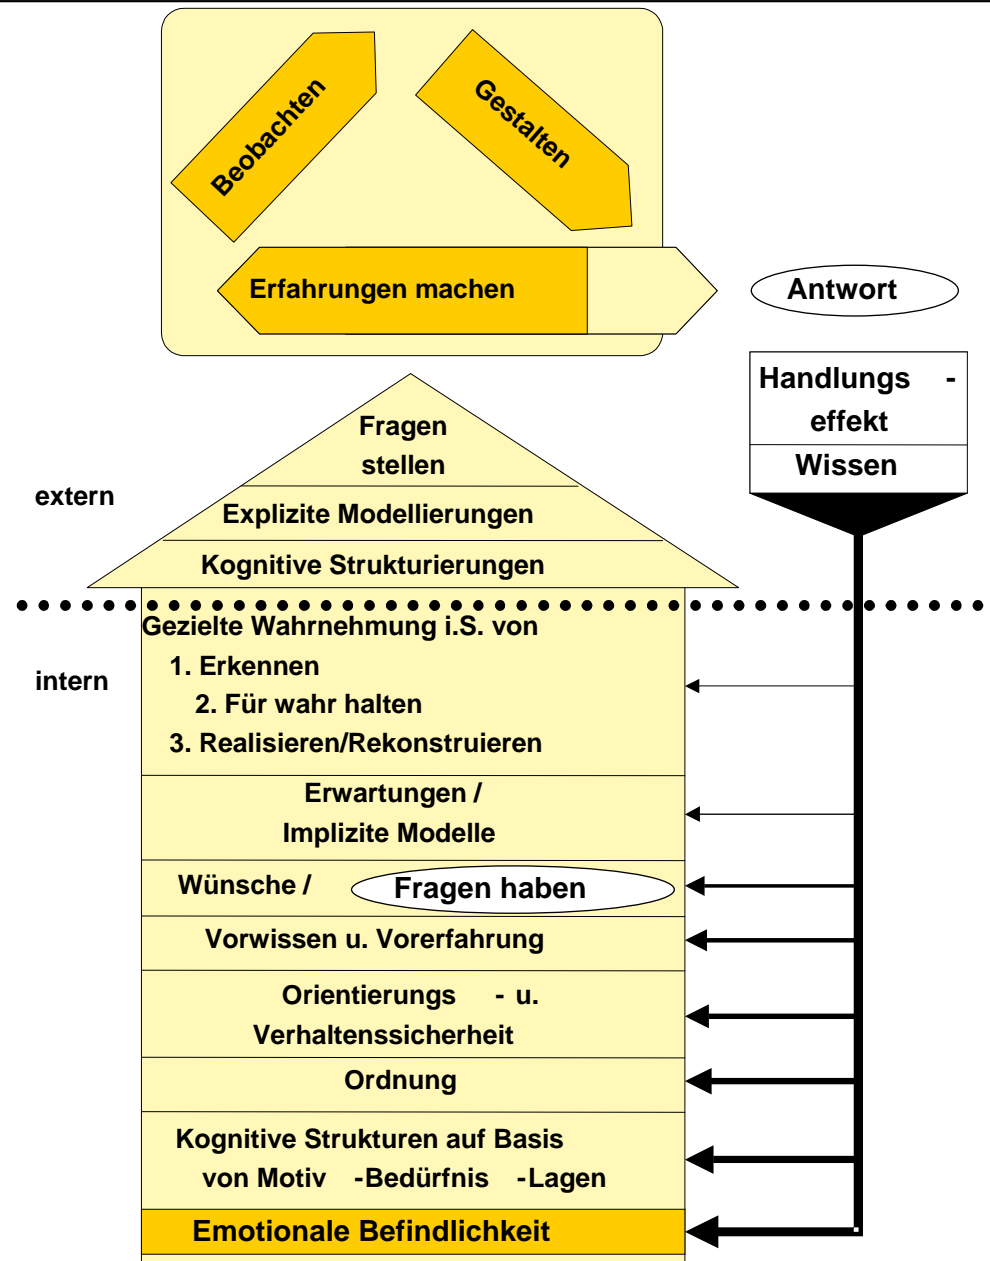 Beobachten
Gestalten
Erfahrungen machen
Antwort
Handlungs -
effekt
Wissen
Fragen
stellen
extern
Explizite Modellierungen
Kognitive Strukturierungen
Gezielte Wahrnehmung i.S. von
1. Erkennen
intern
2. Für wahr halten
3. Realisieren/Rekonstruieren
Erwartungen /
Implizite Modelle
Wünsche / Fragen haben
Vorwissen u. Vorerfahrung
Orientierungs - u.
Verhaltenssicherheit
Ordnung
Kognitive Strukturen auf Basis
von Motiv -Bedürfnis -Lagen
Emotionale Befindlichkeit